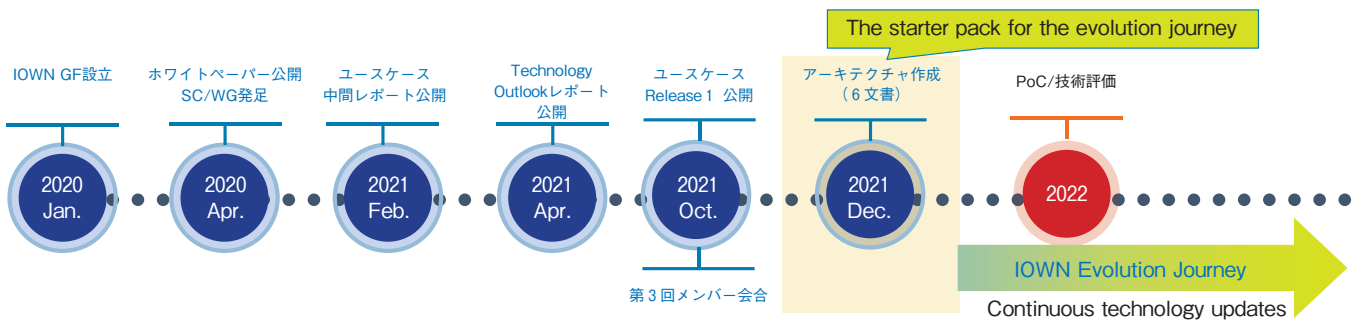 The starter pack for the evolution journey
IOWN GF設立
ホワイトペーパー公開
SC/WG発足
ユースケース
中間レポート公開
Technology
Outlookレポート
公開
ユースケース
Release 1 公開
アーキテクチャ作成
(6文書)
PoC/技術評価
2020
Jan.
2020
Apr.
2021
Feb.
2021
Apr.
2021
Oct.
2021
Dec.
2022
第3回メンバー会合
IOWN Evolution Journey
Continuous technology updates